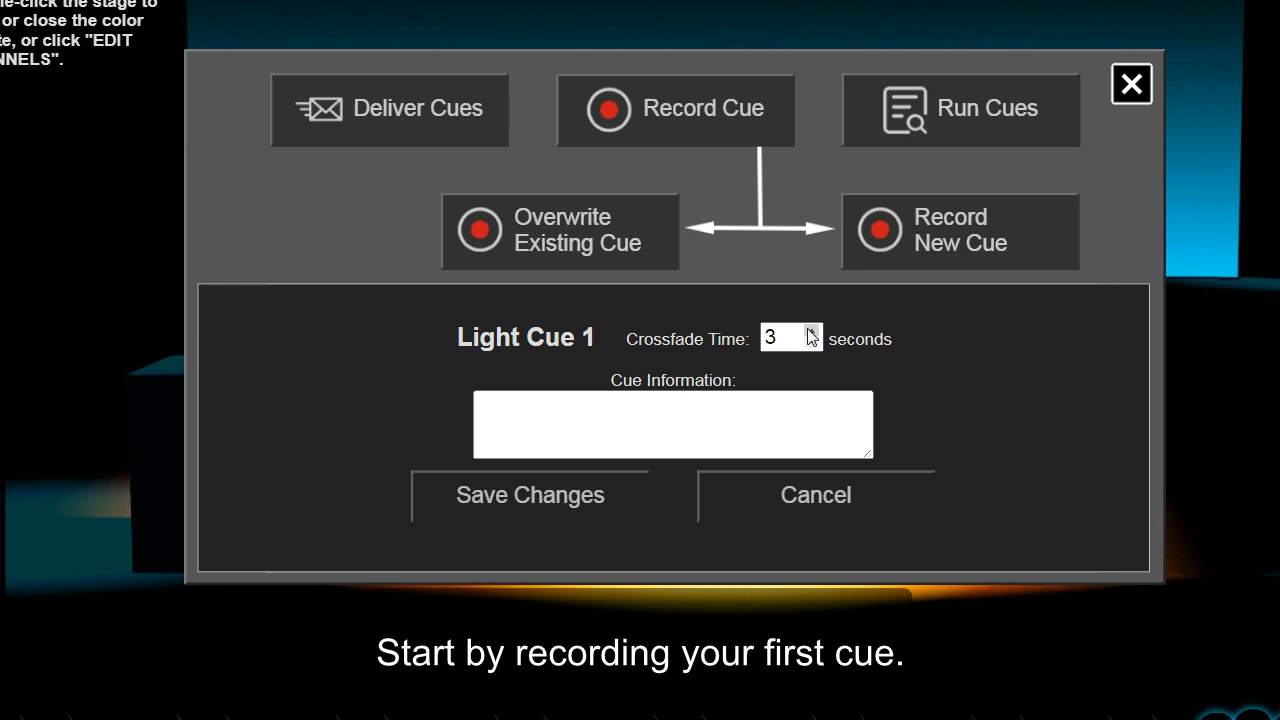 le-click the stage to
or close the color
te, or click "EDIT
NNELS".
Deliver Cues
Record Cue
Run Cues
Overwrite
Existing Cue
Record
New Cue
Light Cue 1
Crossfade Time: 3 seconds
Cue Information:
Save Changes
Cancel
Start by recording your first cue.